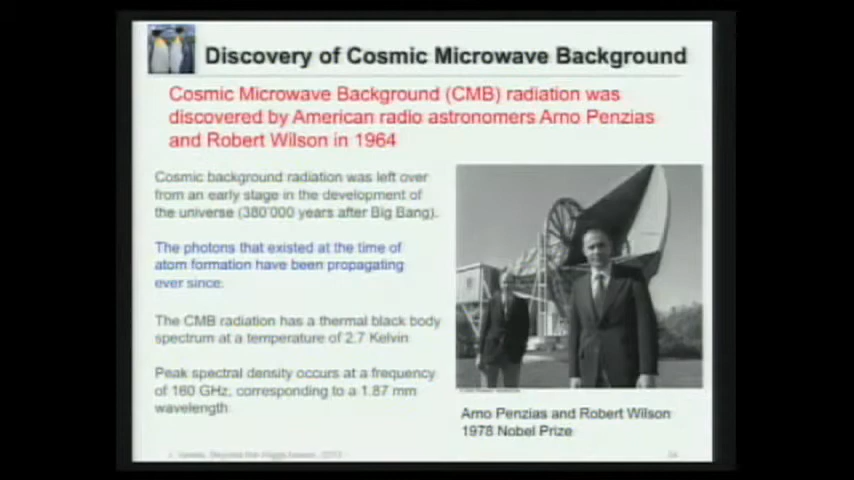 Discovery of Cosmic Microwave Background
Cosmic Microwave Background (CMB) radiation was
discovered by American radio astronomers Arno Penzias
and Robert Wilson in 1964
Cosmic background radiation was left over
from an early stage in the development of
the universe (380'000 years after Big Bang).
The photons that existed at the time of
atom formation have been propagating
ever since.
The CMB radiation has a thermal black body
spectrum at a temperature of 2.7 Kelvin
Peak spectral density occurs at a frequency
of 160 GHz, corresponding to a 1.87 mm
wavelength
Arno Penzias and Robert Wilson
1978 Nobel Prize